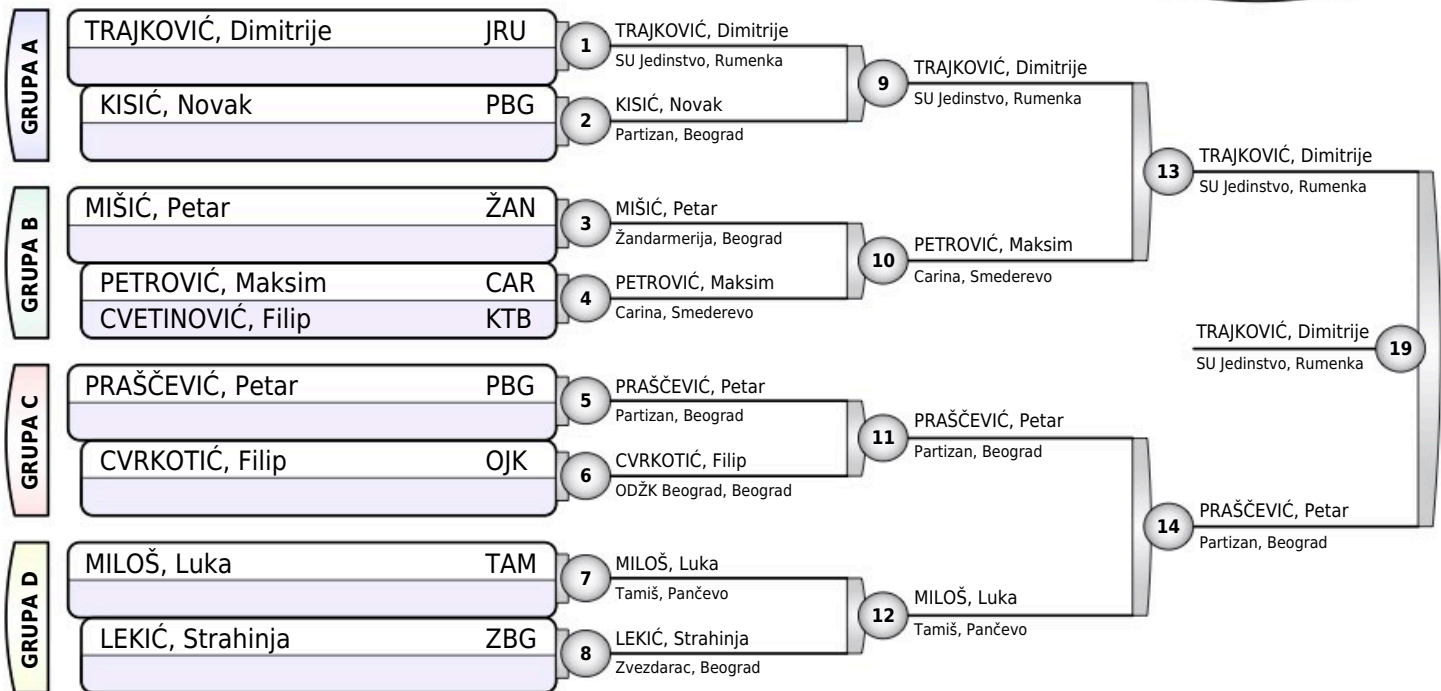 GRUPA A
TRAJKOVIĆ, Dimitrije JRU
KISIĆ, Novak PBG
1
TRAJKOVIĆ, Dimitrije
SU Jedinstvo, Rumenka
2
KISIĆ, Novak
Partizan, Beograd
9
TRAJKOVIĆ, Dimitrije
SU Jedinstvo, Rumenka
GRUPA B
MIŠIĆ, Petar ŽAN
PETROVIĆ, Maksim CAR
CVETINOVIĆ, Filip KTB
3
MIŠIĆ, Petar
Žandarmerija, Beograd
4
PETROVIĆ, Maksim
Carina, Smederevo
10
PETROVIĆ, Maksim
Carina, Smederevo
13
TRAJKOVIĆ, Dimitrije
SU Jedinstvo, Rumenka
GRUPA C
PRAŠČEVIĆ, Petar PBG
CVRKOTIĆ, Filip OJK
5
PRAŠČEVIĆ, Petar
Partizan, Beograd
6
CVRKOTIĆ, Filip
ODŽK Beograd, Beograd
11
PRAŠČEVIĆ, Petar
Partizan, Beograd
GRUPA D
MILOŠ, Luka TAM
LEKIĆ, Strahinja ZBG
7
MILOŠ, Luka
Tamiš, Pančevo
8
LEKIĆ, Strahinja
Zvezdarac, Beograd
12
MILOŠ, Luka
Tamiš, Pančevo
14
PRAŠČEVIĆ, Petar
Partizan, Beograd
TRAJKOVIĆ, Dimitrije
SU Jedinstvo, Rumenka
19